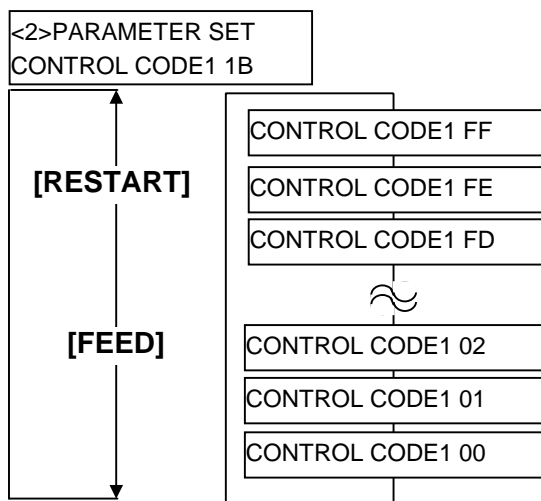 <2>PARAMETER SET
CONTROL CODE1 1B
[RESTART]
[FEED]
CONTROL CODE1 FF
CONTROL CODE1 FE
CONTROL CODE1 FD
CONTROL CODE1 02
CONTROL CODE1 01
CONTROL CODE1 00